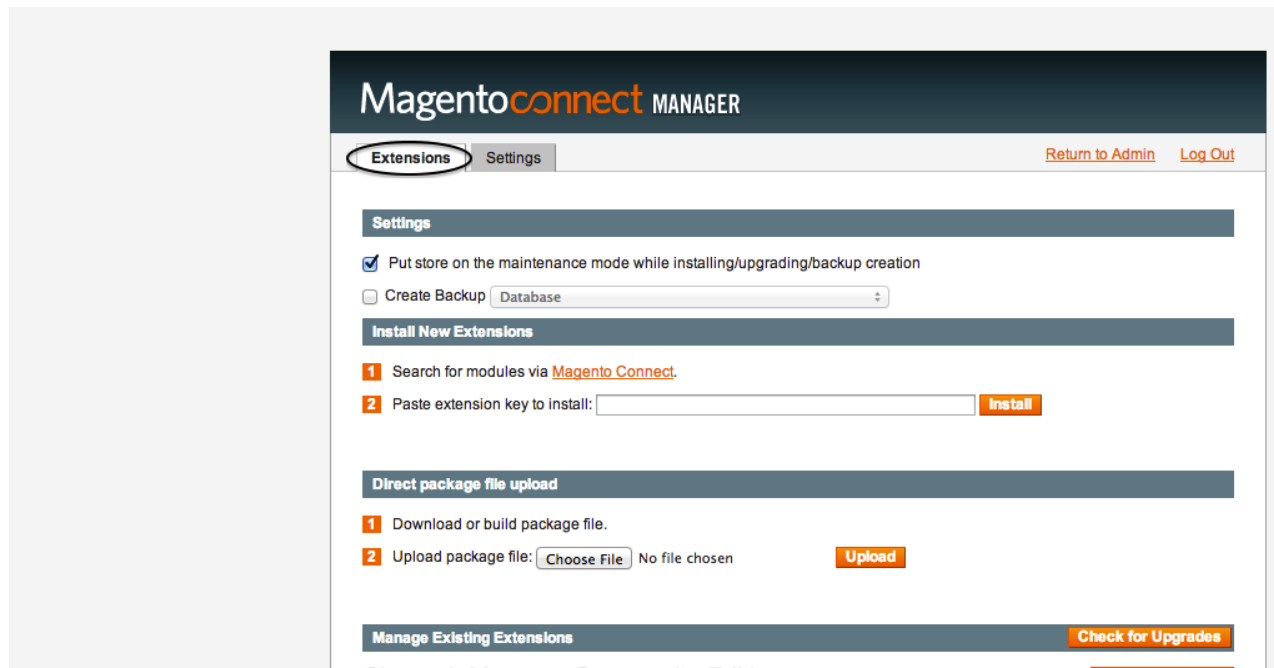 Magentoconnect MANAGER
Extensions Settings Return to Admin Log Out
Settings
Put store on the maintenance mode while installing/upgrading/backup creation
Create Backup Database
Install New Extensions
1 Search for modules via Magento Connect.
2 Paste extension key to install: Install
Direct package file upload
1 Download or build package file.
2 Upload package file: Choose File No file chosen Upload
Manage Existing Extensions Check for Upgrades